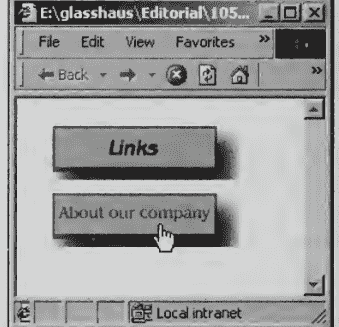 E:\glasshaus\Editorial\105...
File Edit View Favorites »
Back »
Links
About our company
Local intranet